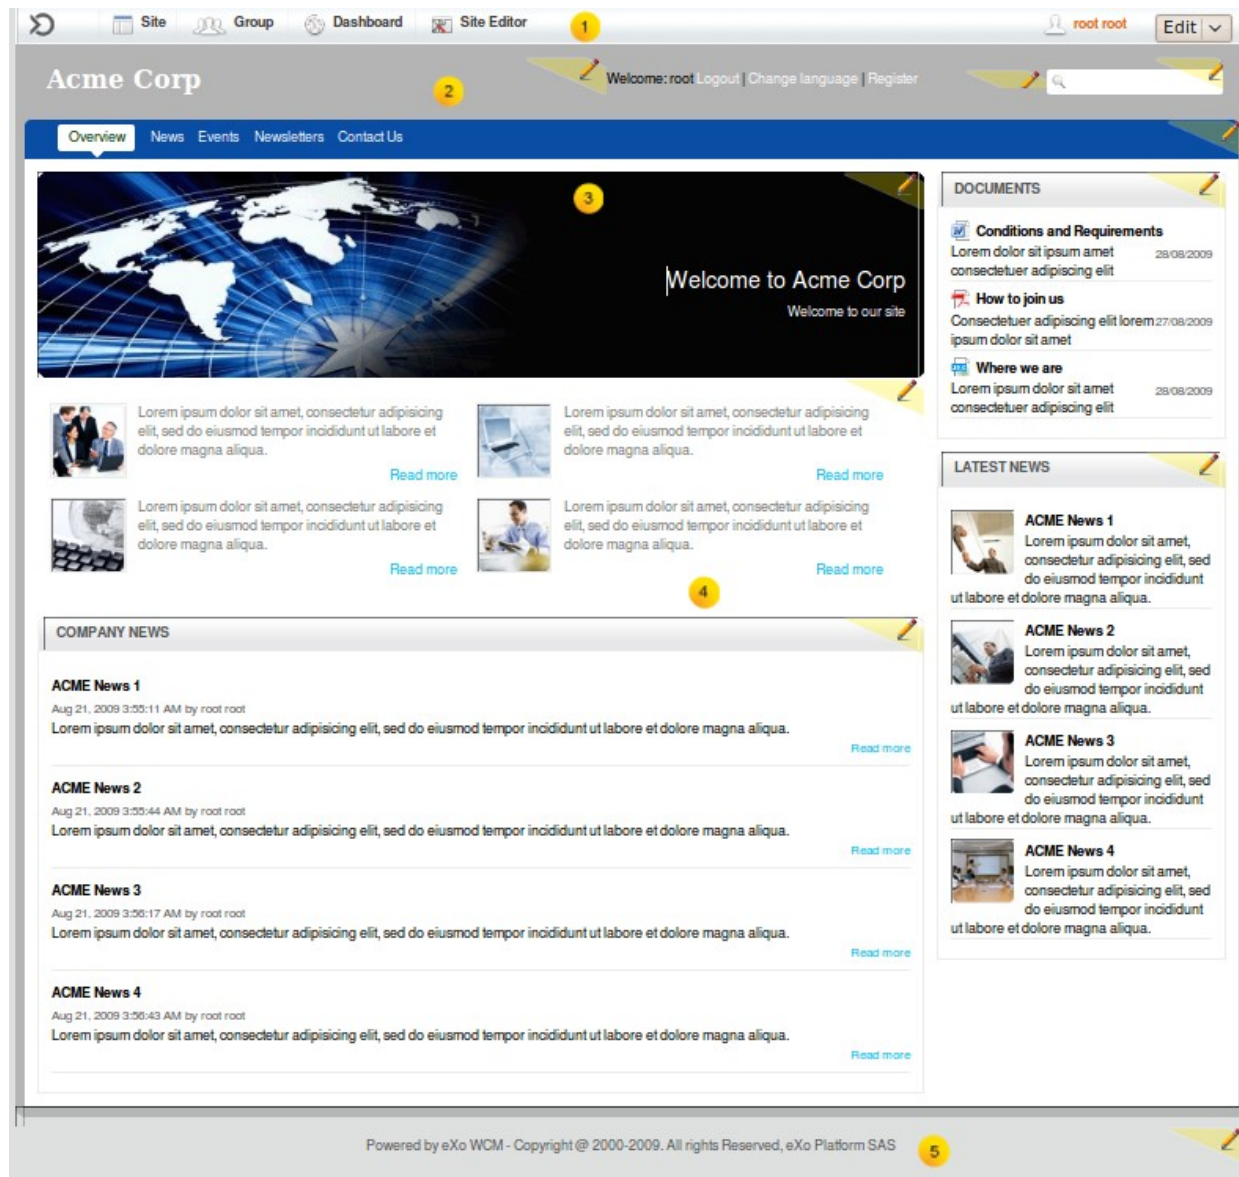 Site Group Dashboard Site Editor 1 root root Edit
Acme Corp
2
Welcome: root Logout | Change language | Register
Overview News Events Newsletters Contact Us
3
Welcome to Acme Corp
Welcome to our site
Lorem ipsum dolor sit amet, consectetur adipisicing
elit, sed do eiusmod tempor incididunt ut labore et
dolore magna aliqua.
Read more
Lorem ipsum dolor sit amet, consectetur adipisicing
elit, sed do eiusmod tempor incididunt ut labore et
dolore magna aliqua.
Read more
Lorem ipsum dolor sit amet, consectetur adipisicing
elit, sed do eiusmod tempor incididunt ut labore et
dolore magna aliqua.
Read more
Lorem ipsum dolor sit amet, consectetur adipisicing
elit, sed do eiusmod tempor incididunt ut labore et
dolore magna aliqua.
Read more
4
COMPANY NEWS
ACME News 1
Aug 21, 2009 3:55:11 AM by root root
Lorem ipsum dolor sit amet, consectetur adipisicing elit, sed do eiusmod tempor incididunt ut labore et dolore magna aliqua.
Read more
ACME News 2
Aug 21, 2009 3:55:44 AM by root root
Lorem ipsum dolor sit amet, consectetur adipisicing elit, sed do eiusmod tempor incididunt ut labore et dolore magna aliqua.
Read more
ACME News 3
Aug 21, 2009 3:56:17 AM by root root
Lorem ipsum dolor sit amet, consectetur adipisicing elit, sed do eiusmod tempor incididunt ut labore et dolore magna aliqua.
Read more
ACME News 4
Aug 21, 2009 3:56:43 AM by root root
Lorem ipsum dolor sit amet, consectetur adipisicing elit, sed do eiusmod tempor incididunt ut labore et dolore magna aliqua.
Read more
DOCUMENTS
Conditions and Requirements
Lorem dolor sit ipsum amet 28/08/2009
consectetuer adipiscing elit
How to join us
Consectetuer adipiscing elit lorem 27/08/2009
ipsum dolor sit amet
Where we are
Lorem ipsum dolor sit amet 28/08/2009
consectetuer adipiscing elit
LATEST NEWS
ACME News 1
Lorem ipsum dolor sit amet,
consectetur adipisicing elit, sed
do eiusmod tempor incididunt
ut labore et dolore magna aliqua.
ACME News 2
Lorem ipsum dolor sit amet,
consectetur adipisicing elit, sed
do eiusmod tempor incididunt
ut labore et dolore magna aliqua.
ACME News 3
Lorem ipsum dolor sit amet,
consectetur adipisicing elit, sed
do eiusmod tempor incididunt
ut labore et dolore magna aliqua.
ACME News 4
Lorem ipsum dolor sit amet,
consectetur adipisicing elit, sed
do eiusmod tempor incididunt
ut labore et dolore magna aliqua.
Powered by eXo WCM - Copyright @ 2000-2009. All rights Reserved, eXo Platform SAS 5